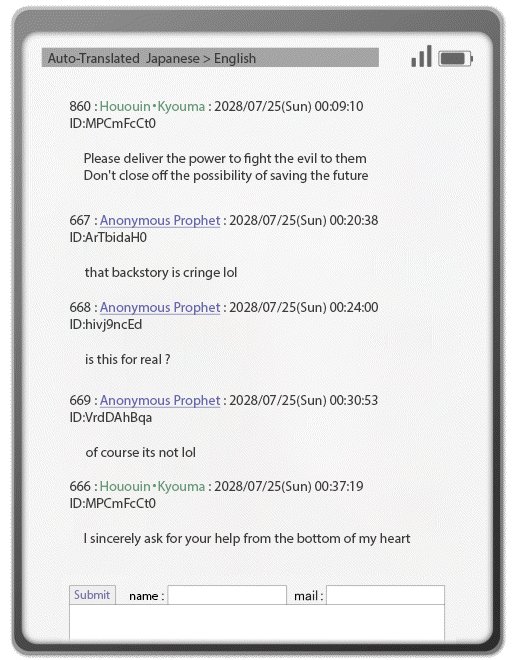 Auto-Translated Japanese > English
860 : Hououin・Kyouma : 2028/07/25(Sun) 00:09:10
ID:MPCmFcCt0
Please deliver the power to fight the evil to them
Don't close off the possibility of saving the future
667 : Anonymous Prophet : 2028/07/25(Sun) 00:20:38
ID:ArTbidaH0
that backstory is cringe lol
668 : Anonymous Prophet : 2028/07/25(Sun) 00:24:00
ID:hivj9ncEd
is this for real ?
669 : Anonymous Prophet : 2028/07/25(Sun) 00:30:53
ID:VrdDAhBqa
of course its not lol
666 : Hououin・Kyouma : 2028/07/25(Sun) 00:37:19
ID:MPCmFcCt0
I sincerely ask for your help from the bottom of my heart
Submit name : mail :